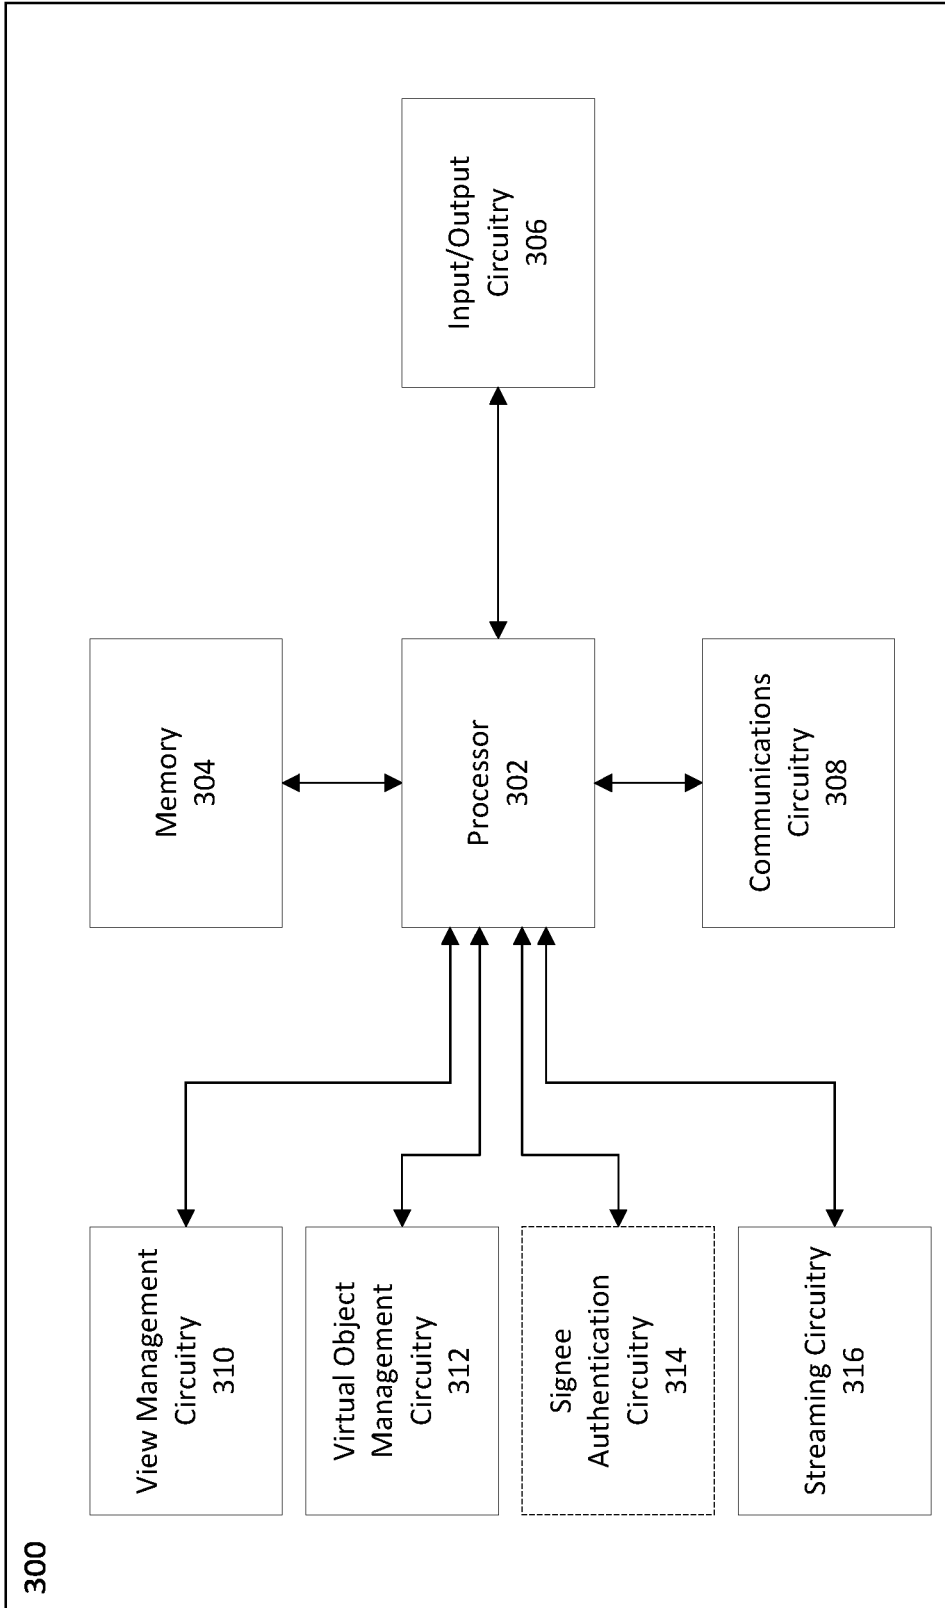 300
View Management
Circuitry
310
Memory
304
Virtual Object
Management
Circuitry
312
Processor
302
Input/Output
Circuitry
306
Signee
Authentication
Circuitry
314
Streaming Circuitry
316
Communications
Circuitry
308